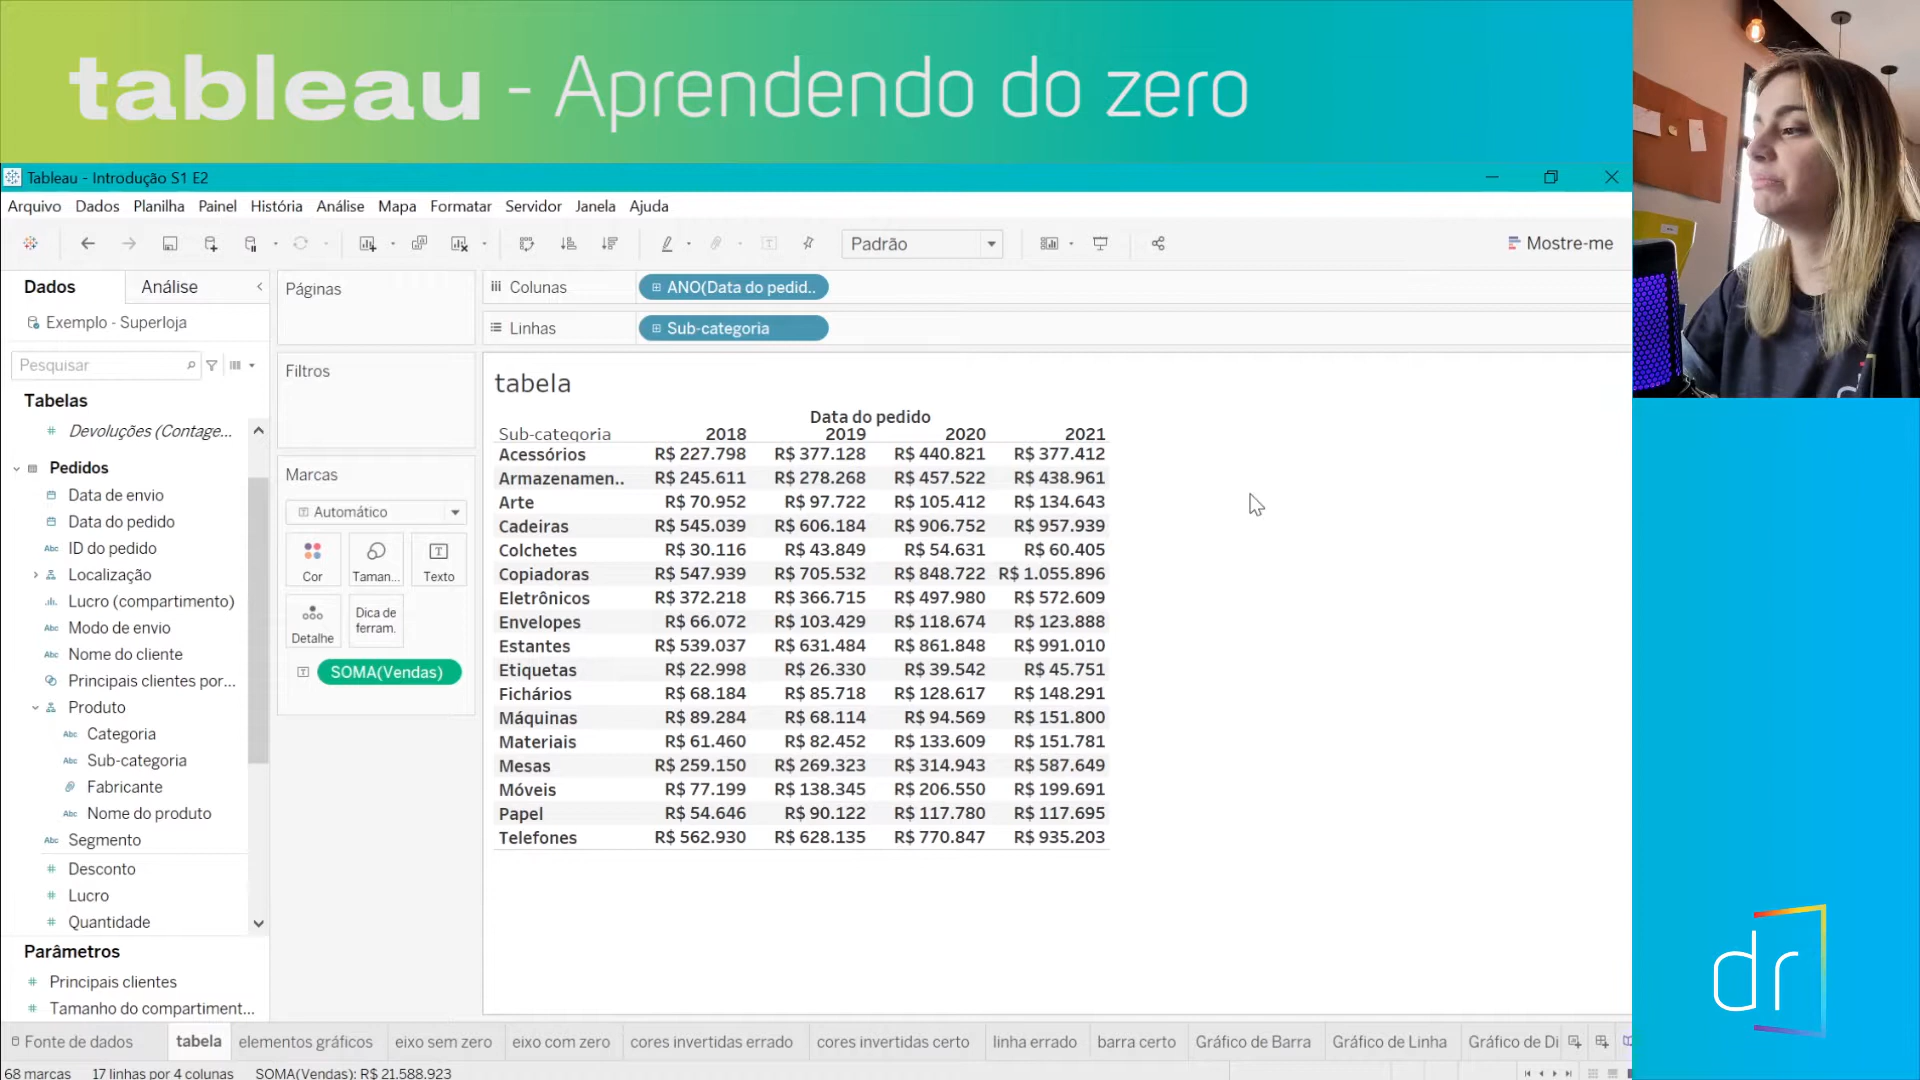 tableau - Aprendendo do zero
Tableau - Introdução S1 E2
Arquivo Dados Planilha Painel História Análise Mapa Formatar Servidor Janela Ajuda
Padrão
Mostre-me
Dados Análise
Exemplo - Superloja
Pesquisar
Tabelas
Devoluções (Contage...
Pedidos
Data de envio
Data do pedido
ID do pedido
Localização
Lucro (compartimento)
Modo de envio
Nome do cliente
Principais clientes por...
Produto
Categoria
Sub-categoria
Fabricante
Nome do produto
Segmento
Desconto
Lucro
Quantidade
Parâmetros
Principais clientes
Tamanho do compartiment...
Páginas
Filtros
Marcas
Automático
Cor Taman... Texto
Detalhe Dica de ferram.
SOMA(Vendas)
Colunas ANO(Data do pedid..
Linhas Sub-categoria
tabela
Data do pedido
Sub-categoria 2018 2019 2020 2021
Acessórios R$ 227.798 R$ 377.128 R$ 440.821 R$ 377.412
Armazenamen.. R$ 245.611 R$ 278.268 R$ 457.522 R$ 438.961
Arte R$ 70.952 R$ 97.722 R$ 105.412 R$ 134.643
Cadeiras R$ 545.039 R$ 606.184 R$ 906.752 R$ 957.939
Colchetes R$ 30.116 R$ 43.849 R$ 54.631 R$ 60.405
Copiadoras R$ 547.939 R$ 705.532 R$ 848.722 R$ 1.055.896
Eletrônicos R$ 372.218 R$ 366.715 R$ 497.980 R$ 572.609
Envelopes R$ 66.072 R$ 103.429 R$ 118.674 R$ 123.888
Estantes R$ 539.037 R$ 631.484 R$ 861.848 R$ 991.010
Etiquetas R$ 22.998 R$ 26.330 R$ 39.542 R$ 45.751
Fichários R$ 68.184 R$ 85.718 R$ 128.617 R$ 148.291
Máquinas R$ 89.284 R$ 68.114 R$ 94.569 R$ 151.800
Materiais R$ 61.460 R$ 82.452 R$ 133.609 R$ 151.781
Mesas R$ 259.150 R$ 269.323 R$ 314.943 R$ 587.649
Móveis R$ 77.199 R$ 138.345 R$ 206.550 R$ 199.691
Papel R$ 54.646 R$ 90.122 R$ 117.780 R$ 117.695
Telefones R$ 562.930 R$ 628.135 R$ 770.847 R$ 935.203
Fonte de dados tabela elementos gráficos eixo sem zero eixo com zero cores invertidas errado cores invertidas certo linha errado barra certo Gráfico de Barra Gráfico de Linha Gráfico de Di
68 marcas 17 linhas por 4 colunas SOMA(Vendas): R$ 21.588.923
dr